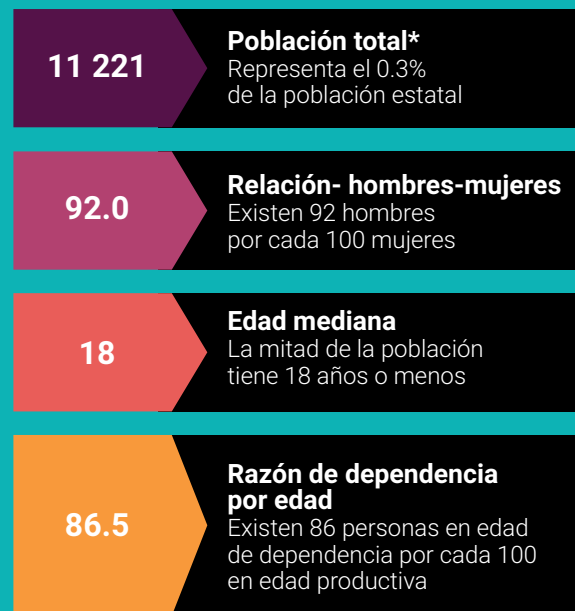 11 221
Población total*
Representa el 0.3%
de la población estatal
92.0
Relación- hombres-mujeres
Existen 92 hombres
por cada 100 mujeres
18
Edad mediana
La mitad de la población
tiene 18 años o menos
86.5
Razón de dependencia
por edad
Existen 86 personas en edad
de dependencia por cada 100
en edad productiva